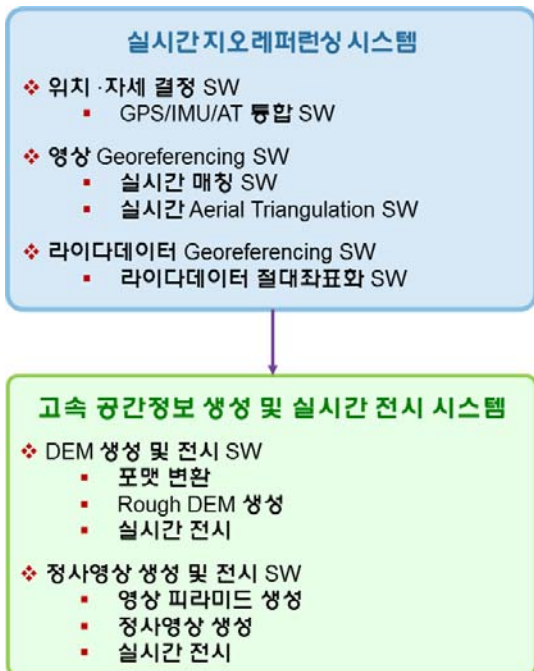 실시간 지오레퍼런싱 시스템
❖ 위치·자세 결정 SW
▪ GPS/IMU/AT 통합 SW
❖ 영상 Georeferencing SW
▪ 실시간 매칭 SW
▪ 실시간 Aerial Triangulation SW
❖ 라이다데이터 Georeferencing SW
▪ 라이다데이터 절대좌표화 SW
고속 공간정보 생성 및 실시간 전시 시스템
❖ DEM 생성 및 전시 SW
▪ 포맷 변환
▪ Rough DEM 생성
▪ 실시간 전시
❖ 정사영상 생성 및 전시 SW
▪ 영상 피라미드 생성
▪ 정사영상 생성
▪ 실시간 전시